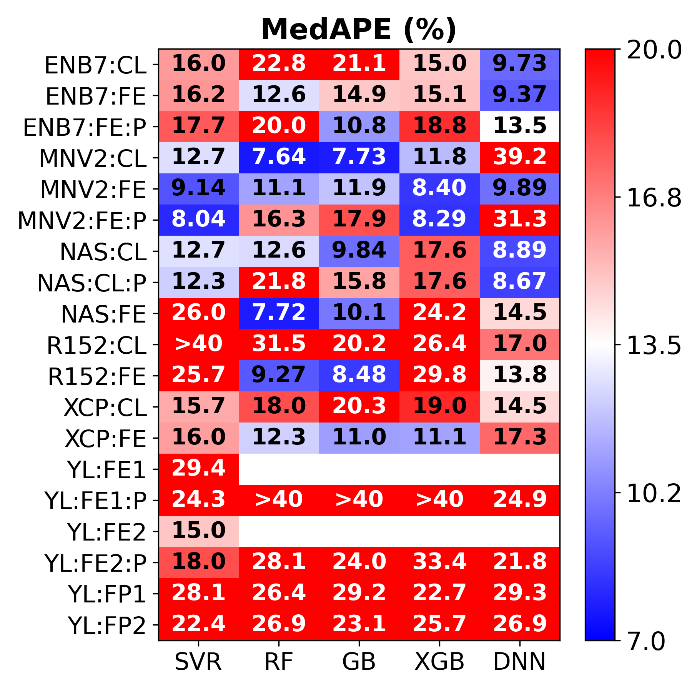 MedAPE (%)
ENB7:CL 16.0 22.8 21.1 15.0 9.73
ENB7:FE 16.2 12.6 14.9 15.1 9.37
ENB7:FE:P 17.7 20.0 10.8 18.8 13.5
MNV2:CL 12.7 7.64 7.73 11.8 39.2
MNV2:FE 9.14 11.1 11.9 8.40 9.89
MNV2:FE:P 8.04 16.3 17.9 8.29 31.3
NAS:CL 12.7 12.6 9.84 17.6 8.89
NAS:CL:P 12.3 21.8 15.8 17.6 8.67
NAS:FE 26.0 7.72 10.1 24.2 14.5
R152:CL >40 31.5 20.2 26.4 17.0
R152:FE 25.7 9.27 8.48 29.8 13.8
XCP:CL 15.7 18.0 20.3 19.0 14.5
XCP:FE 16.0 12.3 11.0 11.1 17.3
YL:FE1 29.4
YL:FE1:P 24.3 >40 >40 >40 24.9
YL:FE2 15.0
YL:FE2:P 18.0 28.1 24.0 33.4 21.8
YL:FP1 28.1 26.4 29.2 22.7 29.3
YL:FP2 22.4 26.9 23.1 25.7 26.9
SVR RF GB XGB DNN
20.0
16.8
13.5
10.2
7.0